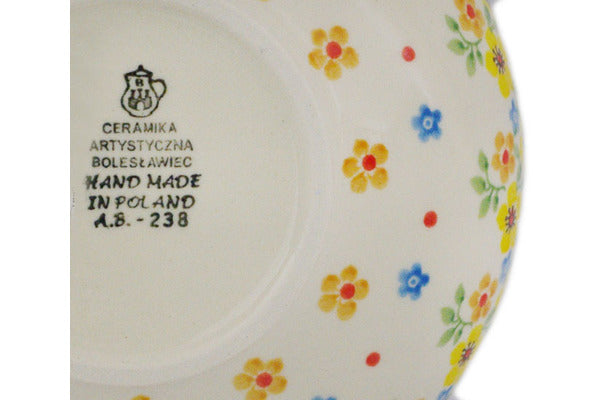 CERAMIKA
ARTYSTYCZNA
BOLESŁAWIEC
HAND MADE
IN POLAND
A.B. - 238